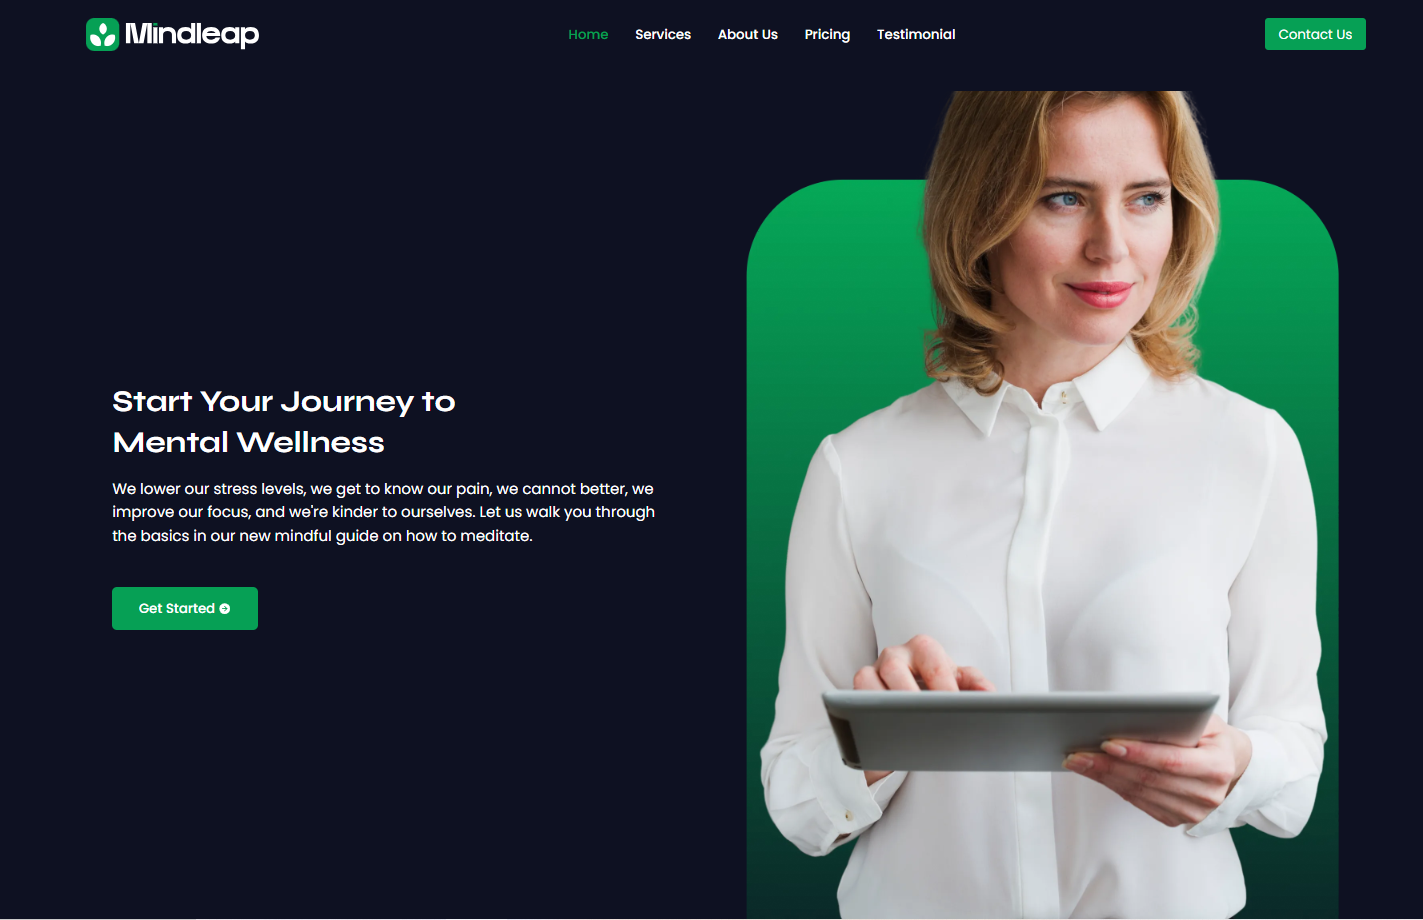 Mindleap
Home Services About Us Pricing Testimonial
Contact Us
Start Your Journey to
Mental Wellness
We lower our stress levels, we get to know our pain, we cannot better, we
improve our focus, and we're kinder to ourselves. Let us walk you through
the basics in our new mindful guide on how to meditate.
Get Started